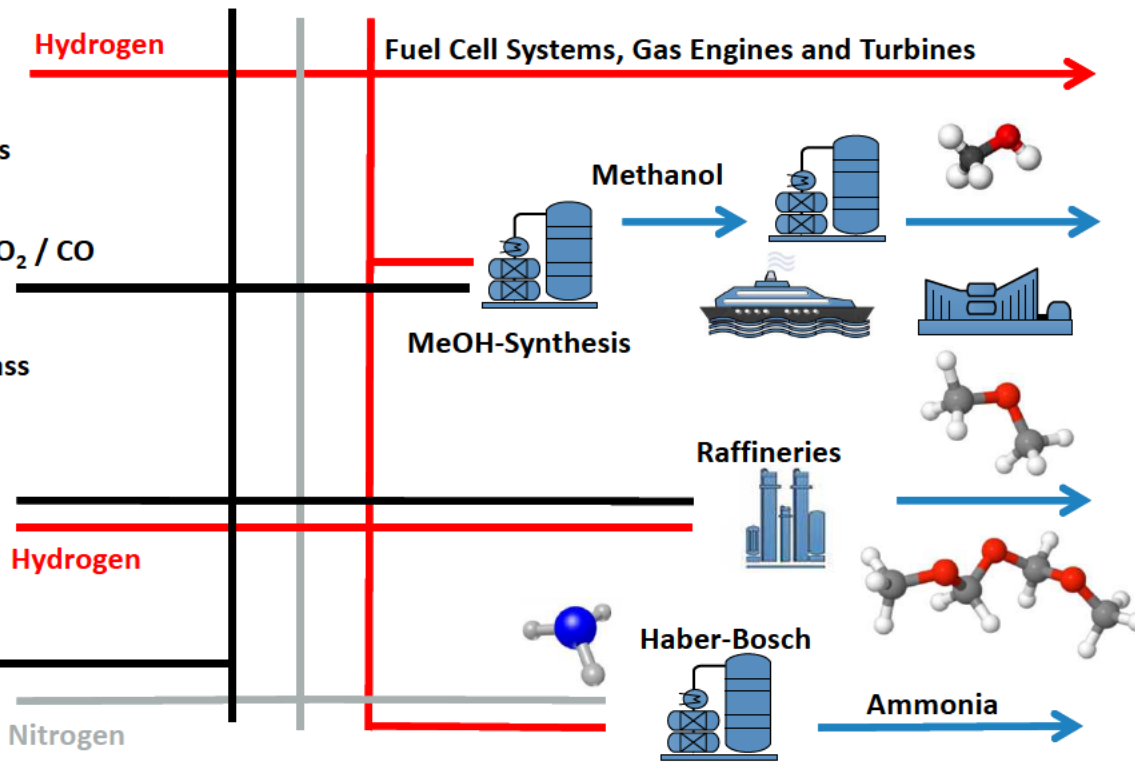 Hydrogen
Fuel Cell Systems, Gas Engines and Turbines
s
Methanol
O₂ / CO
MeOH-Synthesis
ass
Raffineries
Hydrogen
Haber-Bosch
Ammonia
Nitrogen